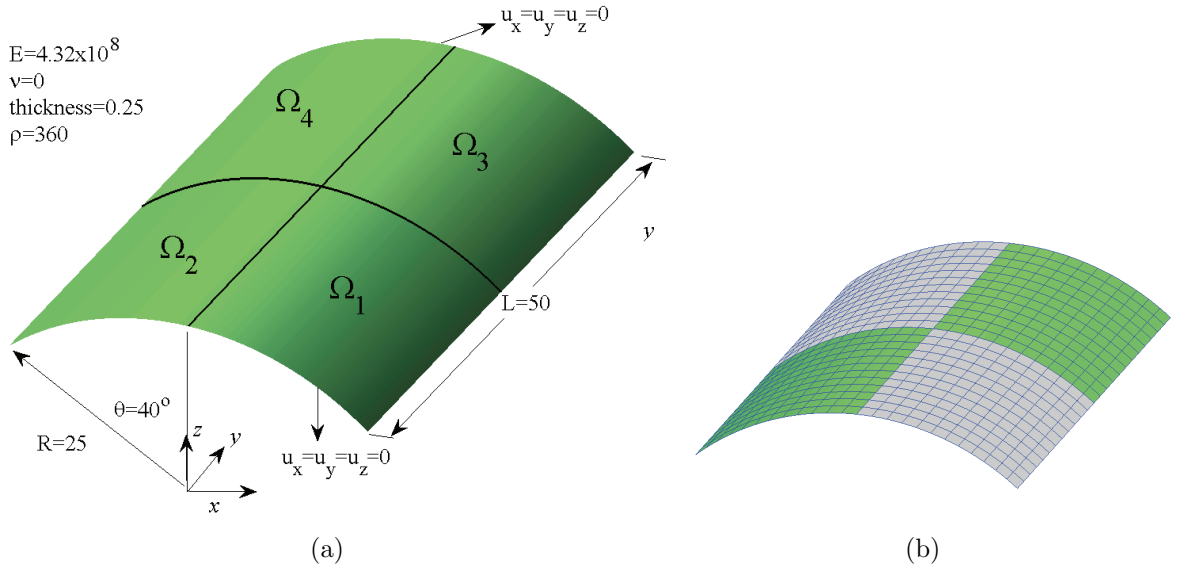 u_x=u_y=u_z=0
E=4.32x10^8
ν=0
thickness=0.25
ρ=360
Ω_4
Ω_3
y
Ω_2
Ω_1
L=50
θ=40^o
R=25
z
y
x
u_x=u_y=u_z=0
(a)
(b)